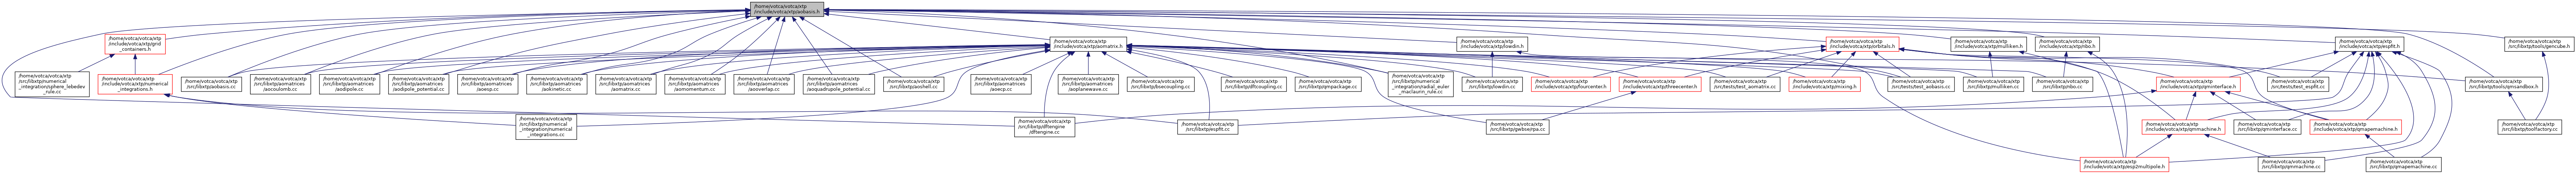 /home/votca/votca/xtp
/include/votca/xtp/aobasis.h
/home/votca/votca/xtp
/include/votca/xtp/grid
_containers.h
/home/votca/votca/xtp
/include/votca/xtp/aomatrix.h
/home/votca/votca/xtp
/include/votca/xtp/lowdin.h
/home/votca/votca/xtp
/include/votca/xtp/orbitals.h
/home/votca/votca/xtp
/include/votca/xtp/mulliken.h
/home/votca/votca/xtp
/include/votca/xtp/nbo.h
/home/votca/votca/xtp
/include/votca/xtp/espfit.h
/home/votca/votca/xtp
/src/libxtp/tools/gencube.h
/home/votca/votca/xtp
/src/libxtp/numerical
_integration/sphere_lebedev
_rule.cc
/home/votca/votca/xtp
/include/votca/xtp/numerical
_integrations.h
/home/votca/votca/xtp
/src/libxtp/aobasis.cc
/home/votca/votca/xtp
/src/libxtp/aomatrices
/aocoulomb.cc
/home/votca/votca/xtp
/src/libxtp/aomatrices
/aodipole.cc
/home/votca/votca/xtp
/src/libxtp/aomatrices
/aodipole_potential.cc
/home/votca/votca/xtp
/src/libxtp/aomatrices
/aoesp.cc
/home/votca/votca/xtp
/src/libxtp/aomatrices
/aokinetic.cc
/home/votca/votca/xtp
/src/libxtp/aomatrices
/aomatrix.cc
/home/votca/votca/xtp
/src/libxtp/aomatrices
/aomomentum.cc
/home/votca/votca/xtp
/src/libxtp/aomatrices
/aooverlap.cc
/home/votca/votca/xtp
/src/libxtp/aomatrices
/aoquadrupole_potential.cc
/home/votca/votca/xtp
/src/libxtp/aoshell.cc
/home/votca/votca/xtp
/src/libxtp/aomatrices
/aoecp.cc
/home/votca/votca/xtp
/src/libxtp/aomatrices
/aoplanewave.cc
/home/votca/votca/xtp
/src/libxtp/bsecoupling.cc
/home/votca/votca/xtp
/src/libxtp/dftcoupling.cc
/home/votca/votca/xtp
/src/libxtp/qmpackage.cc
/home/votca/votca/xtp
/src/libxtp/numerical
_integration/radial_euler
_maclaurin_rule.cc
/home/votca/votca/xtp
/src/libxtp/lowdin.cc
/home/votca/votca/xtp
/include/votca/xtp/fourcenter.h
/home/votca/votca/xtp
/include/votca/xtp/threecenter.h
/home/votca/votca/xtp
/src/tests/test_aomatrix.cc
/home/votca/votca/xtp
/include/votca/xtp/mixing.h
/home/votca/votca/xtp
/src/tests/test_aobasis.cc
/home/votca/votca/xtp
/src/libxtp/mulliken.cc
/home/votca/votca/xtp
/src/libxtp/nbo.cc
/home/votca/votca/xtp
/include/votca/xtp/qminterface.h
/home/votca/votca/xtp
/src/tests/test_espfit.cc
/home/votca/votca/xtp
/src/libxtp/tools/qmsandbox.h
/home/votca/votca/xtp
/src/libxtp/numerical
_integration/numerical
_integrations.cc
/home/votca/votca/xtp
/src/libxtp/dftengine
/dftengine.cc
/home/votca/votca/xtp
/src/libxtp/espfit.cc
/home/votca/votca/xtp
/src/libxtp/gwbse/rpa.cc
/home/votca/votca/xtp
/include/votca/xtp/qmmachine.h
/home/votca/votca/xtp
/src/libxtp/qminterface.cc
/home/votca/votca/xtp
/include/votca/xtp/qmapemachine.h
/home/votca/votca/xtp
/src/libxtp/toolfactory.cc
/home/votca/votca/xtp
/include/votca/xtp/esp2multipole.h
/home/votca/votca/xtp
/src/libxtp/qmmachine.cc
/home/votca/votca/xtp
/src/libxtp/qmapemachine.cc